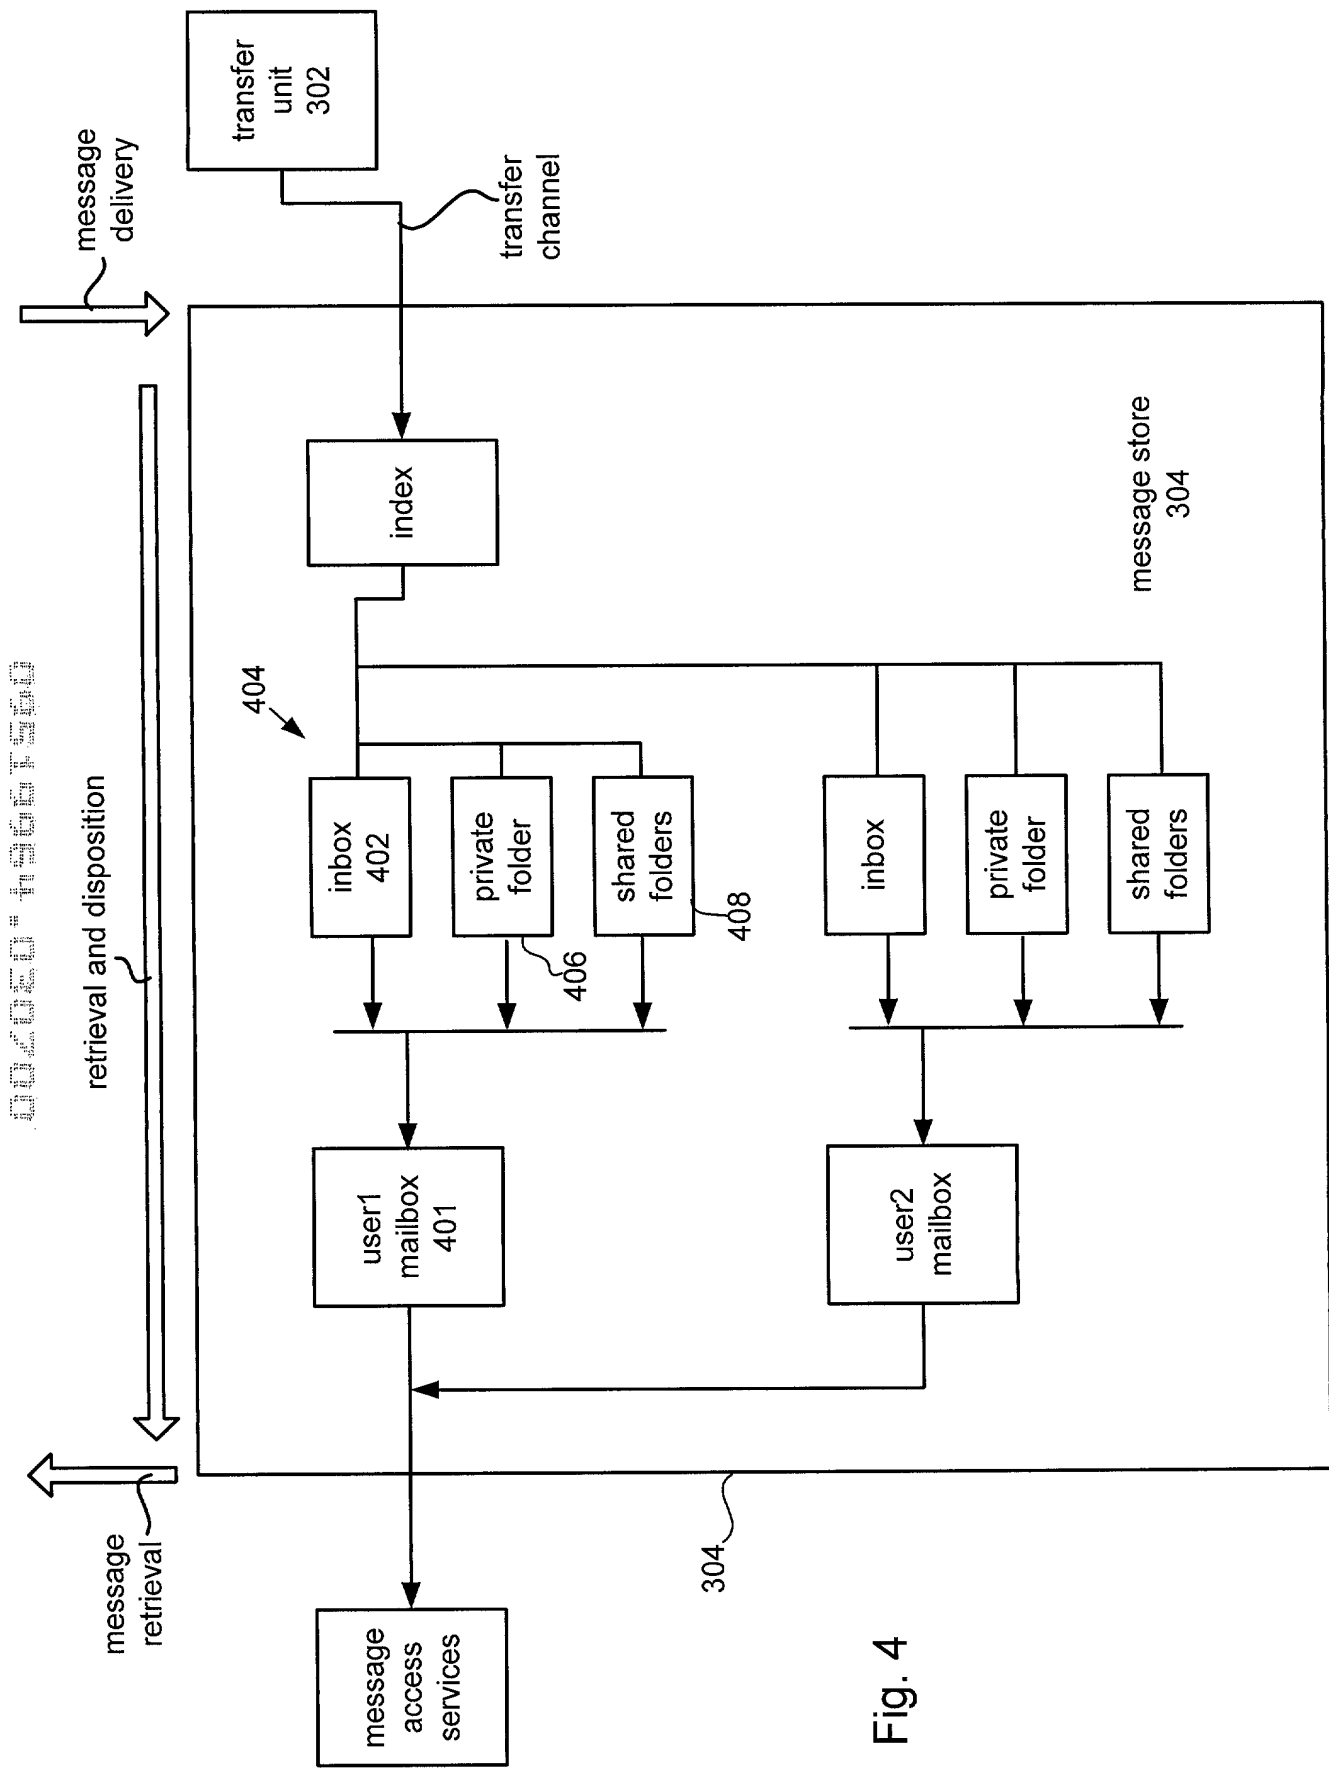 message
delivery
transfer
unit
302
transfer
channel
retrieval and disposition
message
retrieval
index
404
inbox
402
private
folder
406
shared
folders
408
inbox
private
folder
shared
folders
user1
mailbox
401
user2
mailbox
message
access
services
message store
304
304
Fig. 4